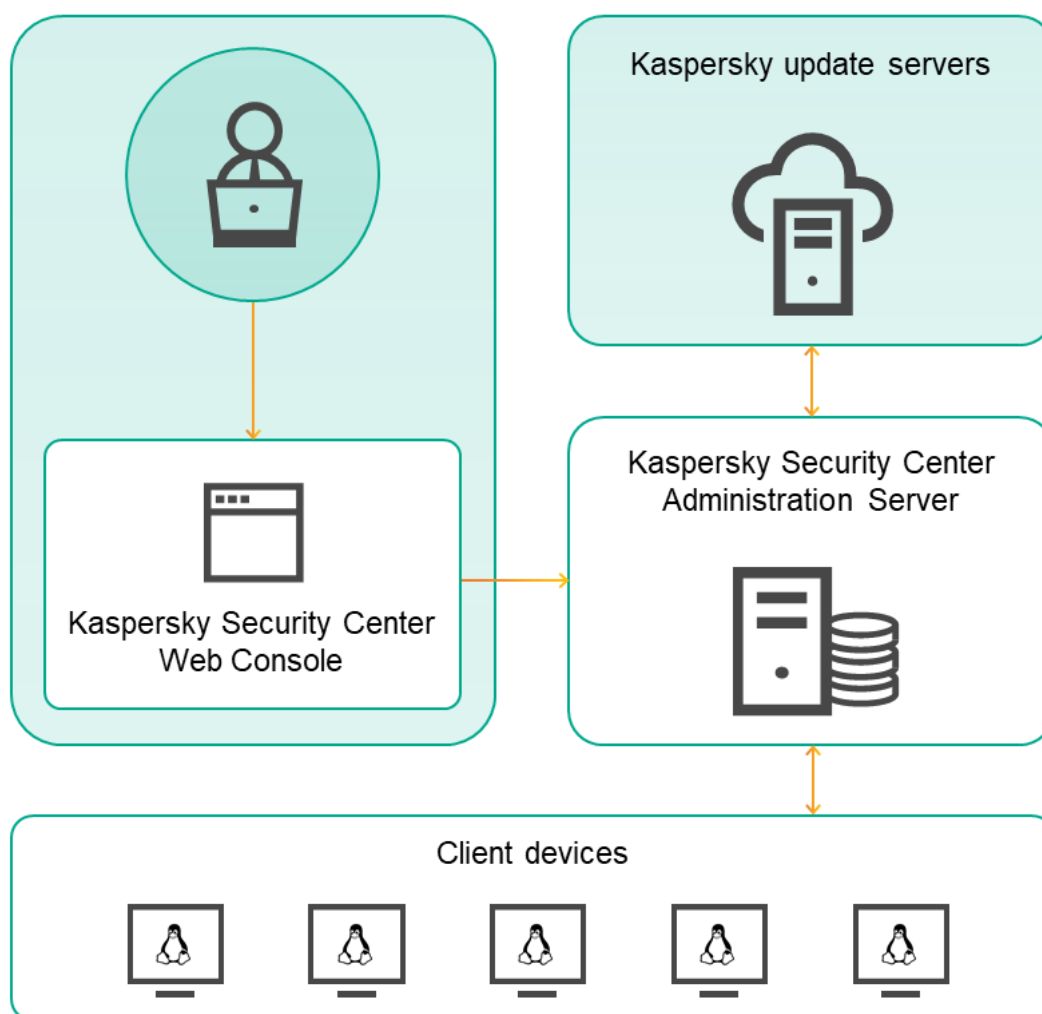 Kaspersky update servers
Kaspersky Security Center
Administration Server
Kaspersky Security Center
Web Console
Client devices